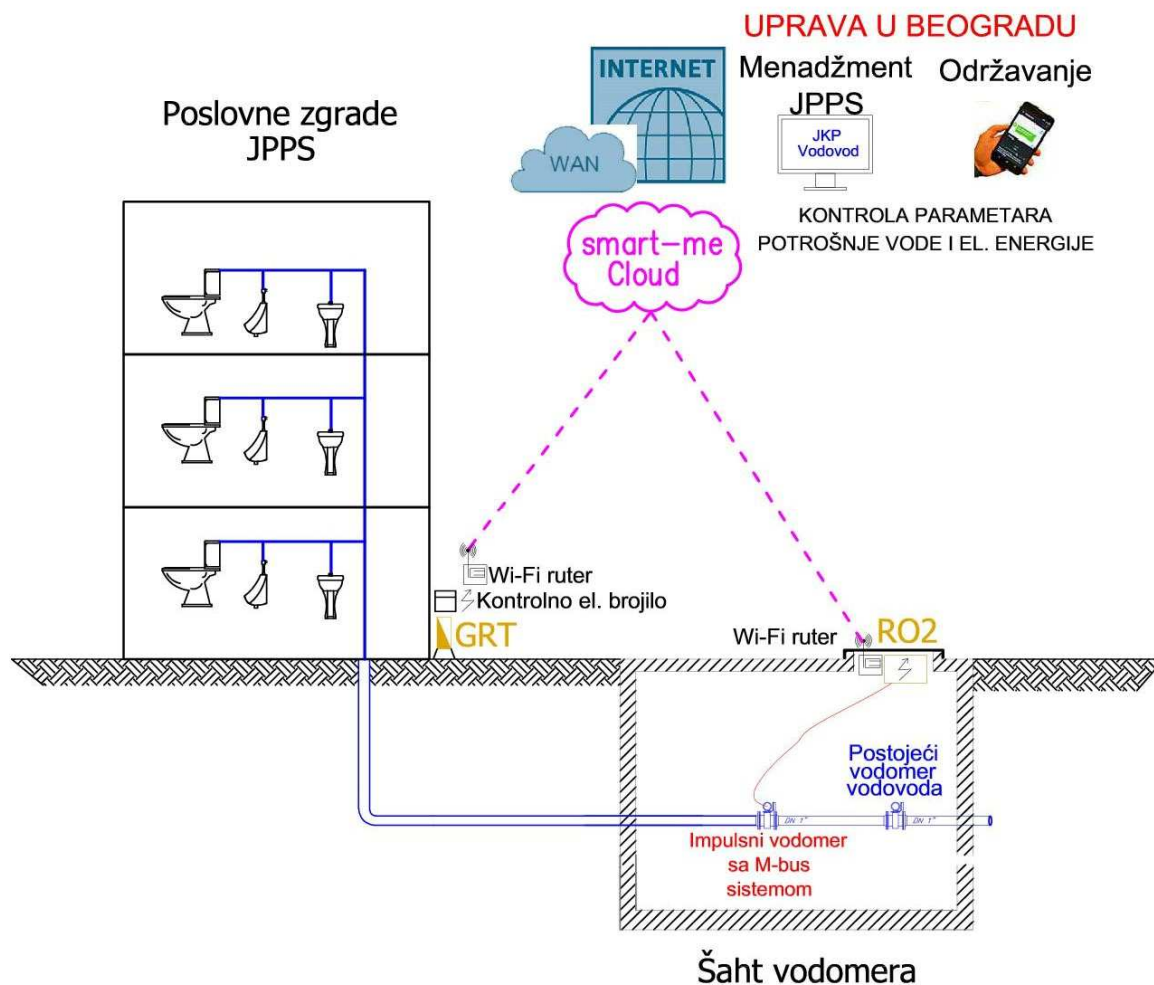 UPRAVA U BEOGRADU
INTERNET
WAN
Menadžment
JPPS
JKP
Vodovod
Održavanje
KONTROLA PARAMETARA
POTROŠNJE VODE I EL. ENERGIJE
Poslovne zgrade
JPPS
smart-me
Cloud
Wi-Fi ruter
Kontrolno el. brojilo
GRT
Wi-Fi ruter
RO2
Postojeći
vodomer
vodovoda
DN 1"
DN 1"
Impulsni vodomer
sa M-bus
sistemom
Šaht vodomera